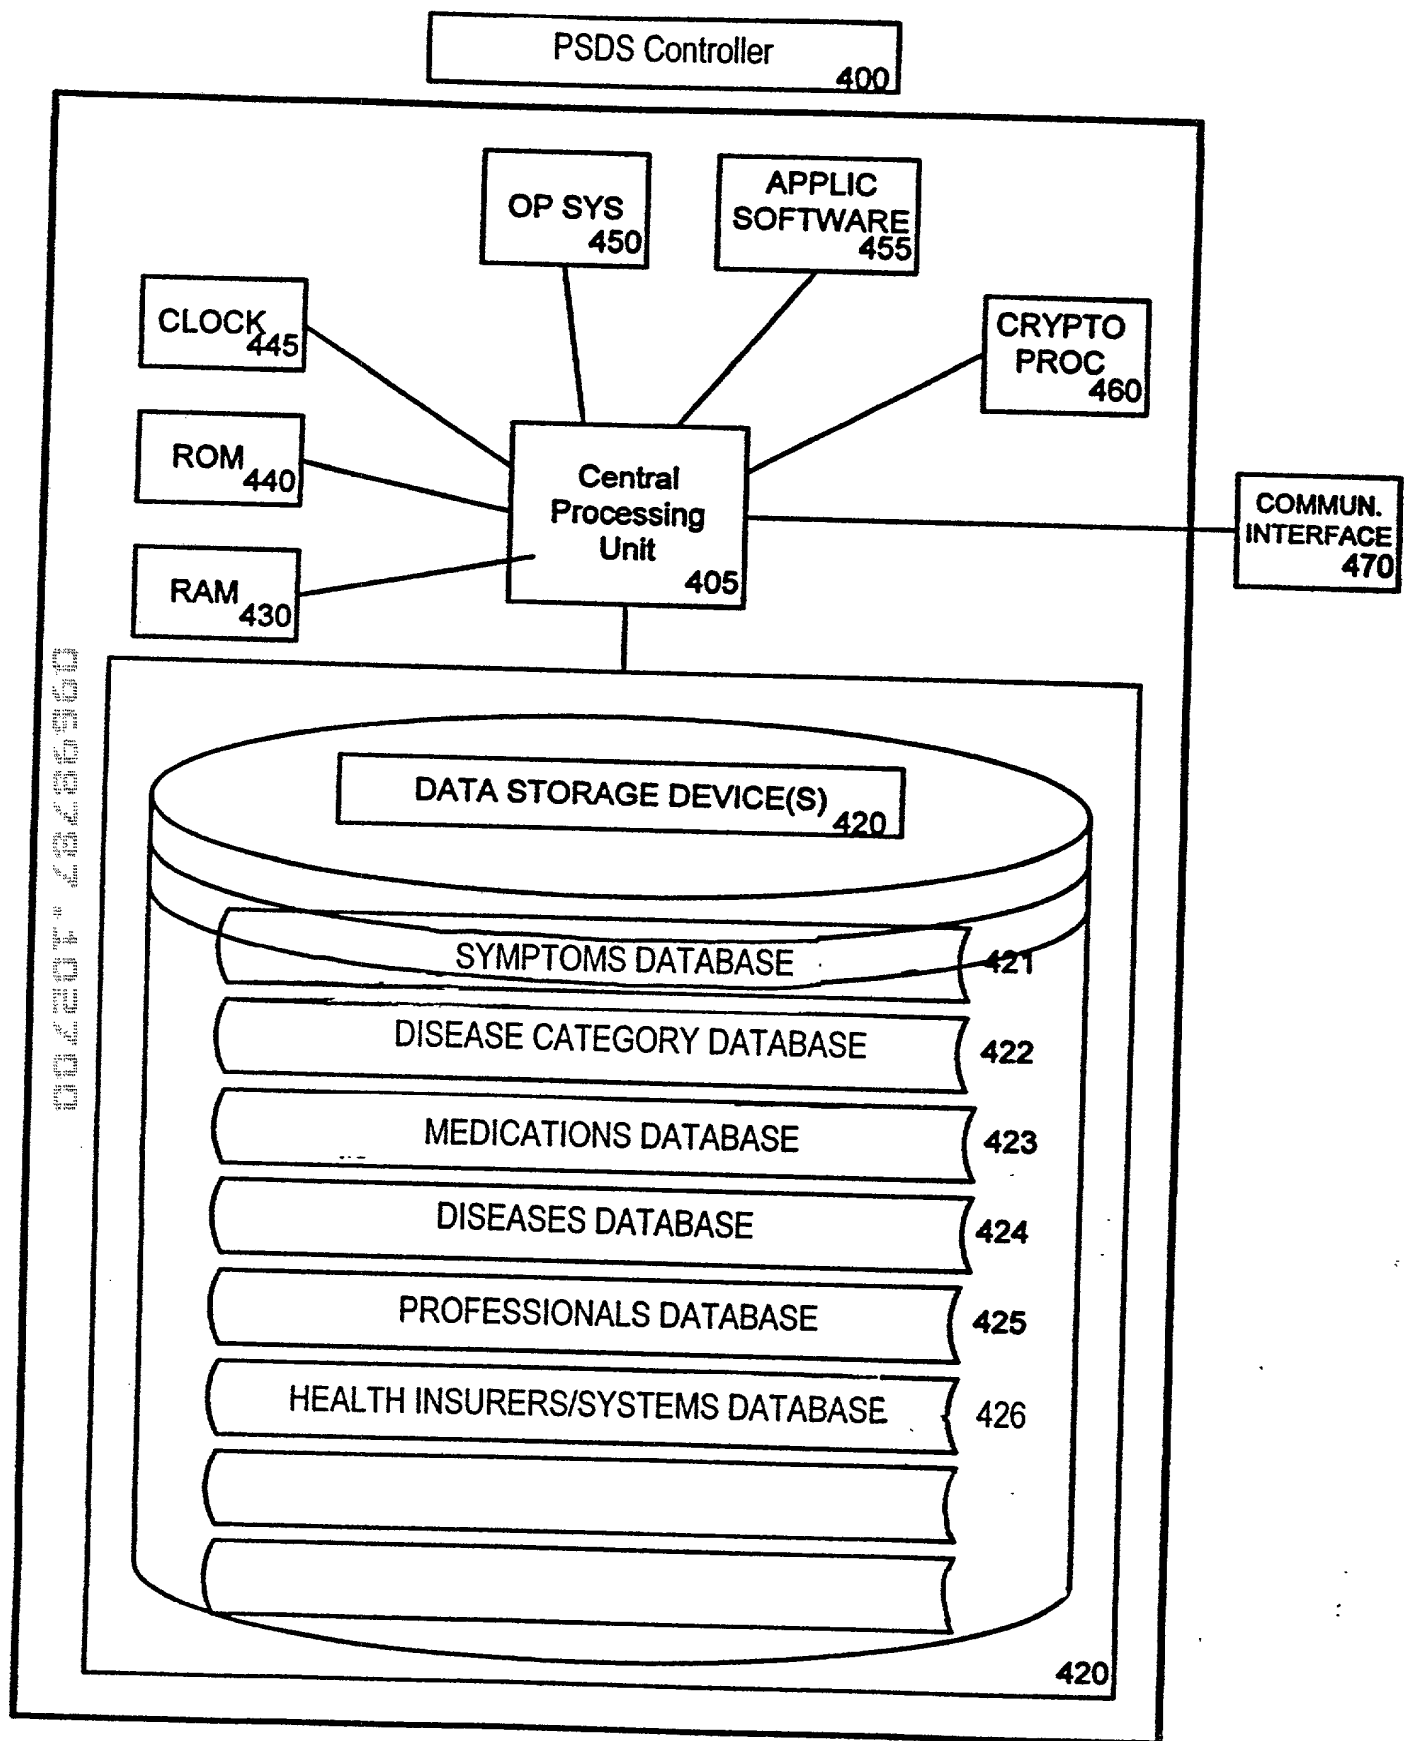 PSDS Controller
400
OP SYS
450
APPLIC
SOFTWARE
455
CLOCK
445
CRYPTO
PROC
460
ROM
440
Central
Processing
Unit
405
COMMUN.
INTERFACE
470
RAM
430
DATA STORAGE DEVICE(S)
420
SYMPTOMS DATABASE
421
DISEASE CATEGORY DATABASE
422
MEDICATIONS DATABASE
423
DISEASES DATABASE
424
PROFESSIONALS DATABASE
425
HEALTH INSURERS/SYSTEMS DATABASE
426
420